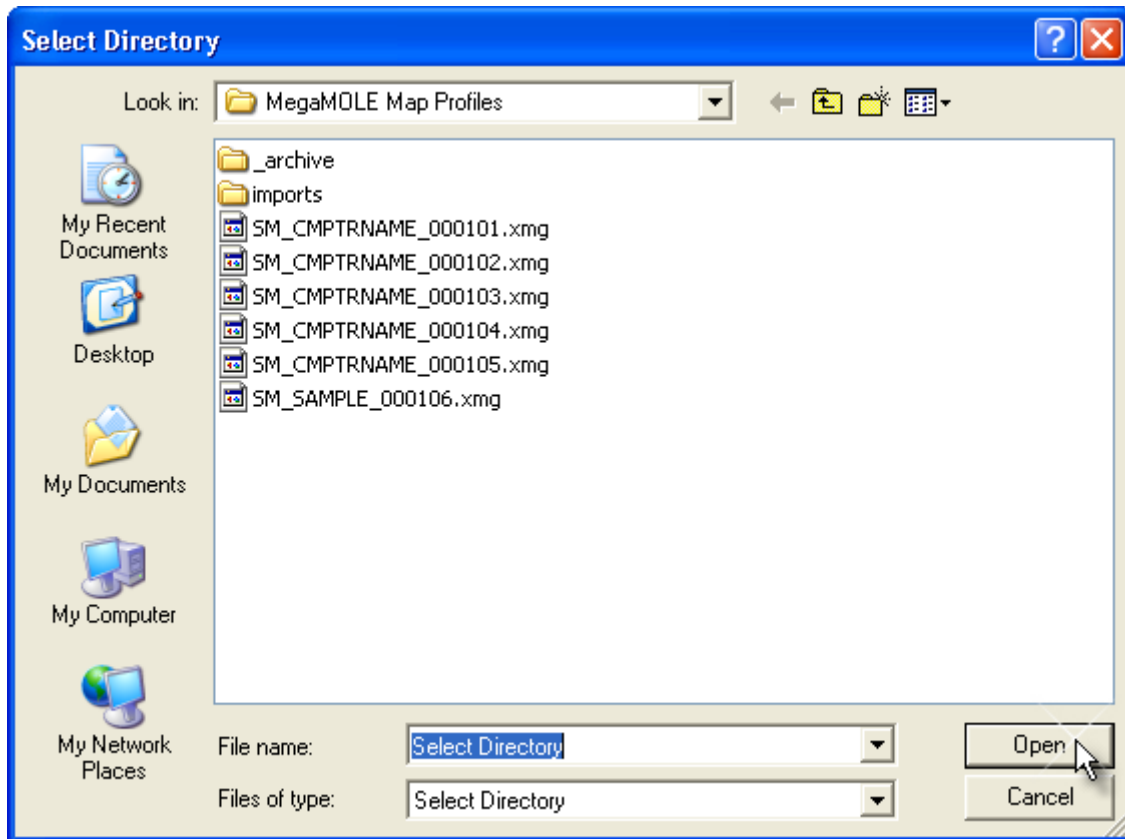 Select Directory
Look in:
MegaMOLE Map Profiles
_archive
imports
SM_CMPTRNAME_000101.xmg
SM_CMPTRNAME_000102.xmg
SM_CMPTRNAME_000103.xmg
SM_CMPTRNAME_000104.xmg
SM_CMPTRNAME_000105.xmg
SM_SAMPLE_000106.xmg
My Recent
Documents
Desktop
My Documents
My Computer
My Network
Places
File name:
Select Directory
Open
Files of type:
Select Directory
Cancel